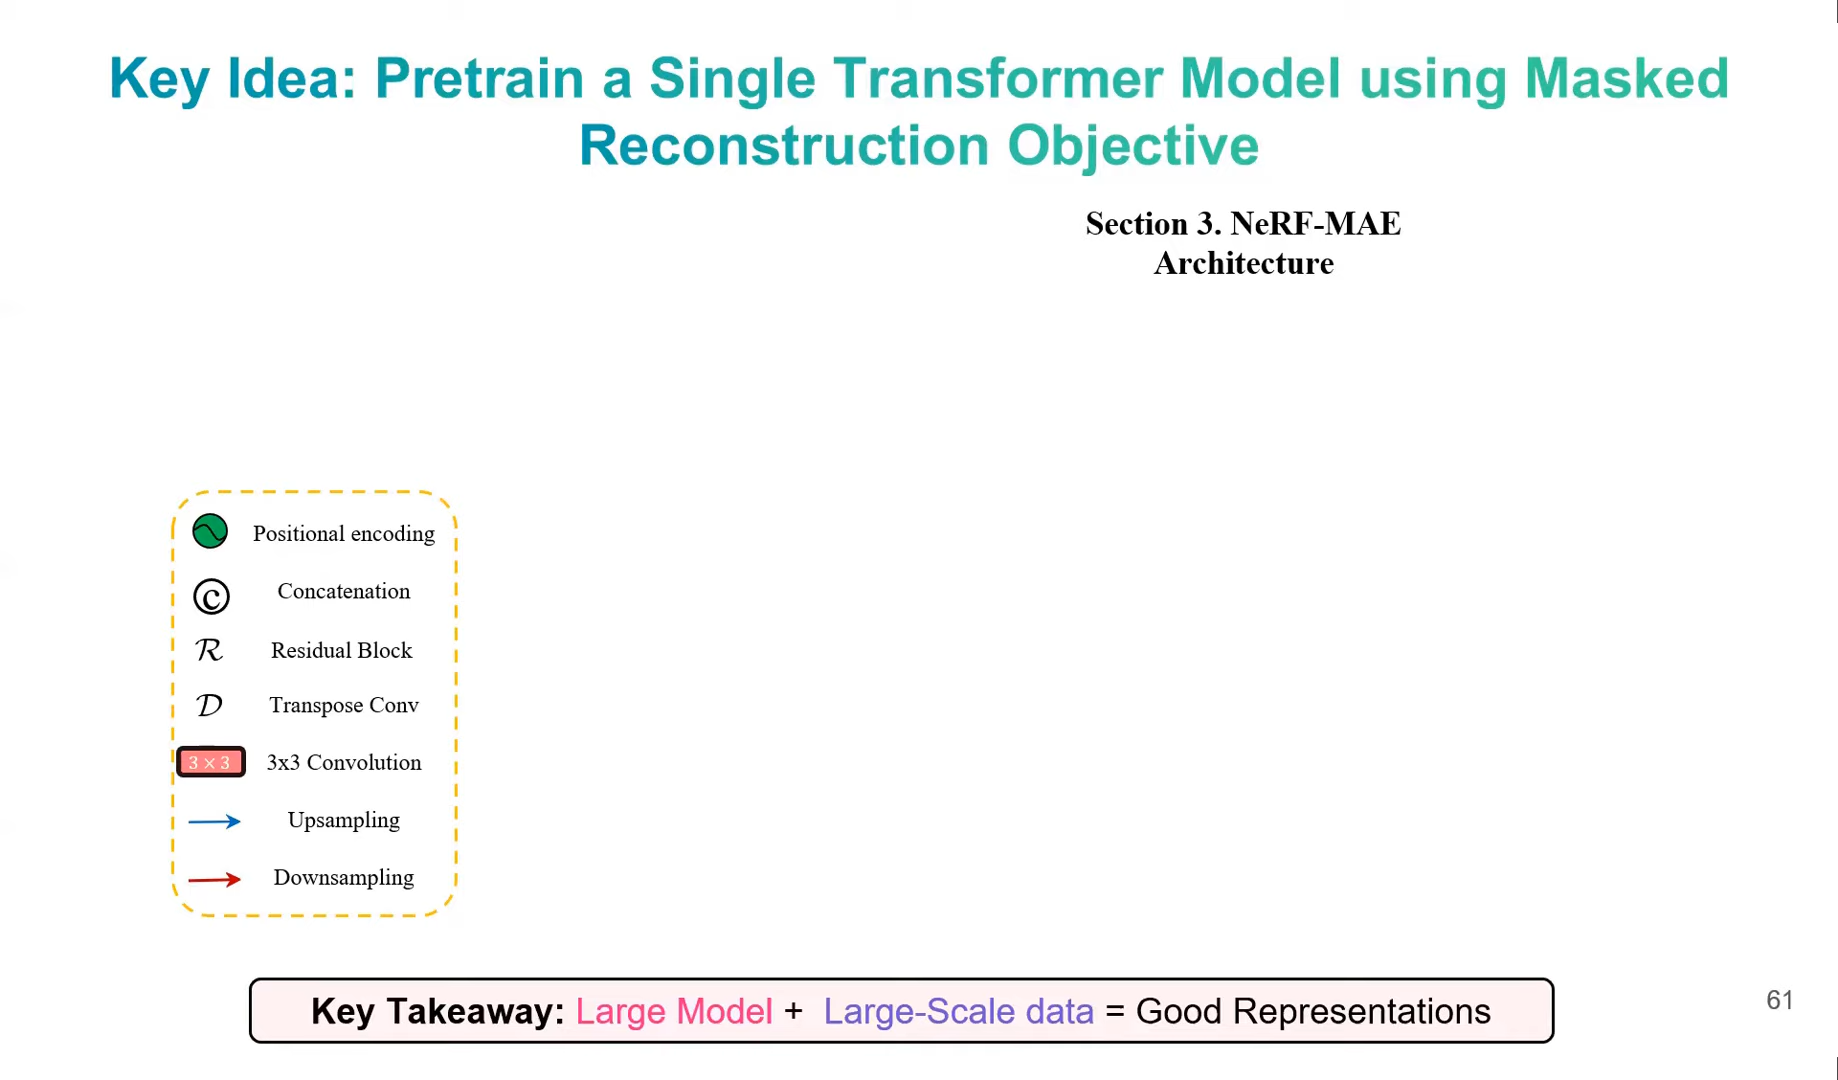 Key Idea: Pretrain a Single Transformer Model using Masked
Reconstruction Objective
Section 3. NeRF-MAE
Architecture
Positional encoding
C Concatenation
R Residual Block
D Transpose Conv
3 × 3 3x3 Convolution
Upsampling
Downsampling
Key Takeaway: Large Model + Large-Scale data = Good Representations
61